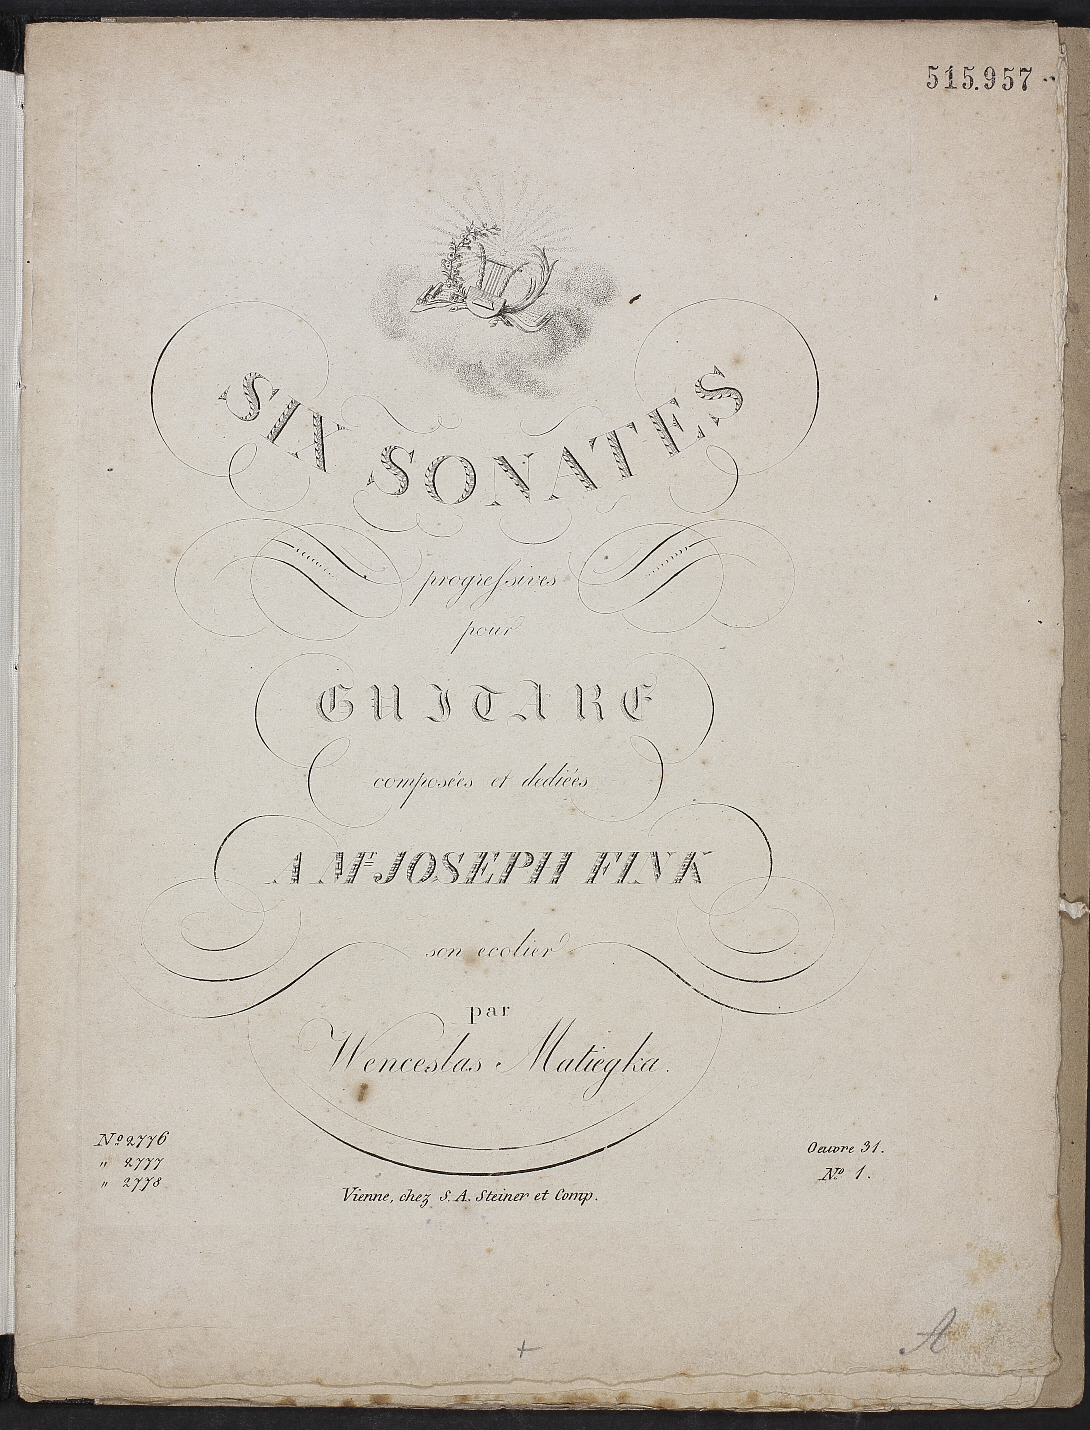 515.957
SIX SONATES
progreſsives
pour
GUITARE
composées et dediées
A Mr. JOSEPH FINK
son ecolier
par
Wenceslas Matiegka.
No 2776
" 2777
" 2778
Oeuvre 31.
No 1.
Vienne, chez S. A. Steiner et Comp.
A